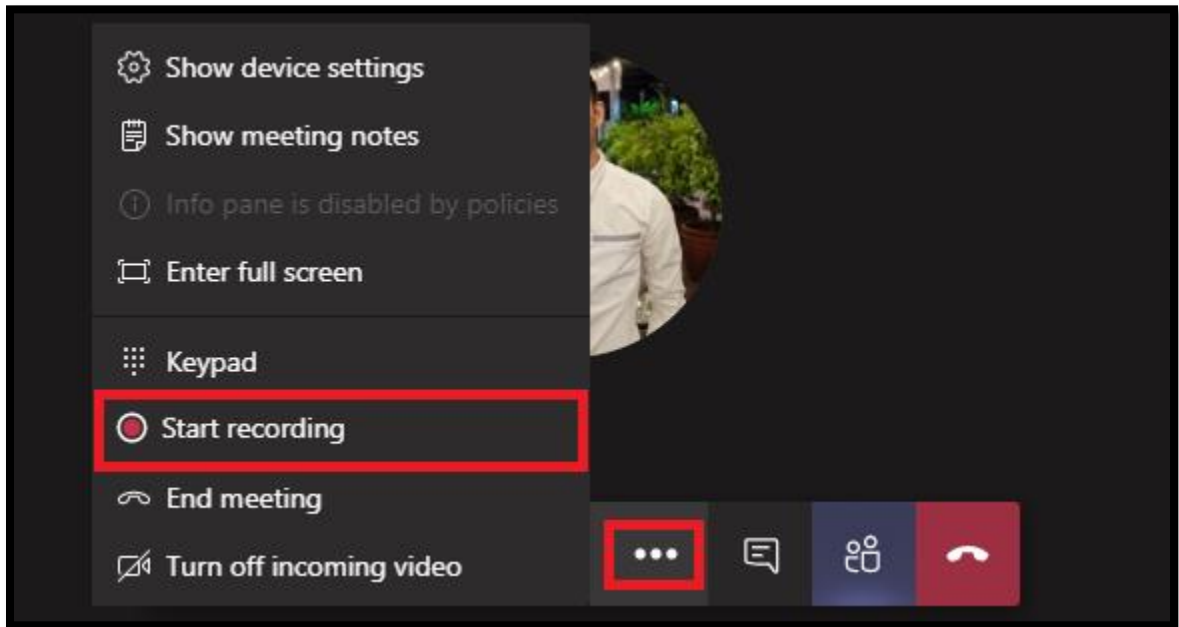 Show device settings
Show meeting notes
Info pane is disabled by policies
Enter full screen
Keypad
Start recording
End meeting
Turn off incoming video